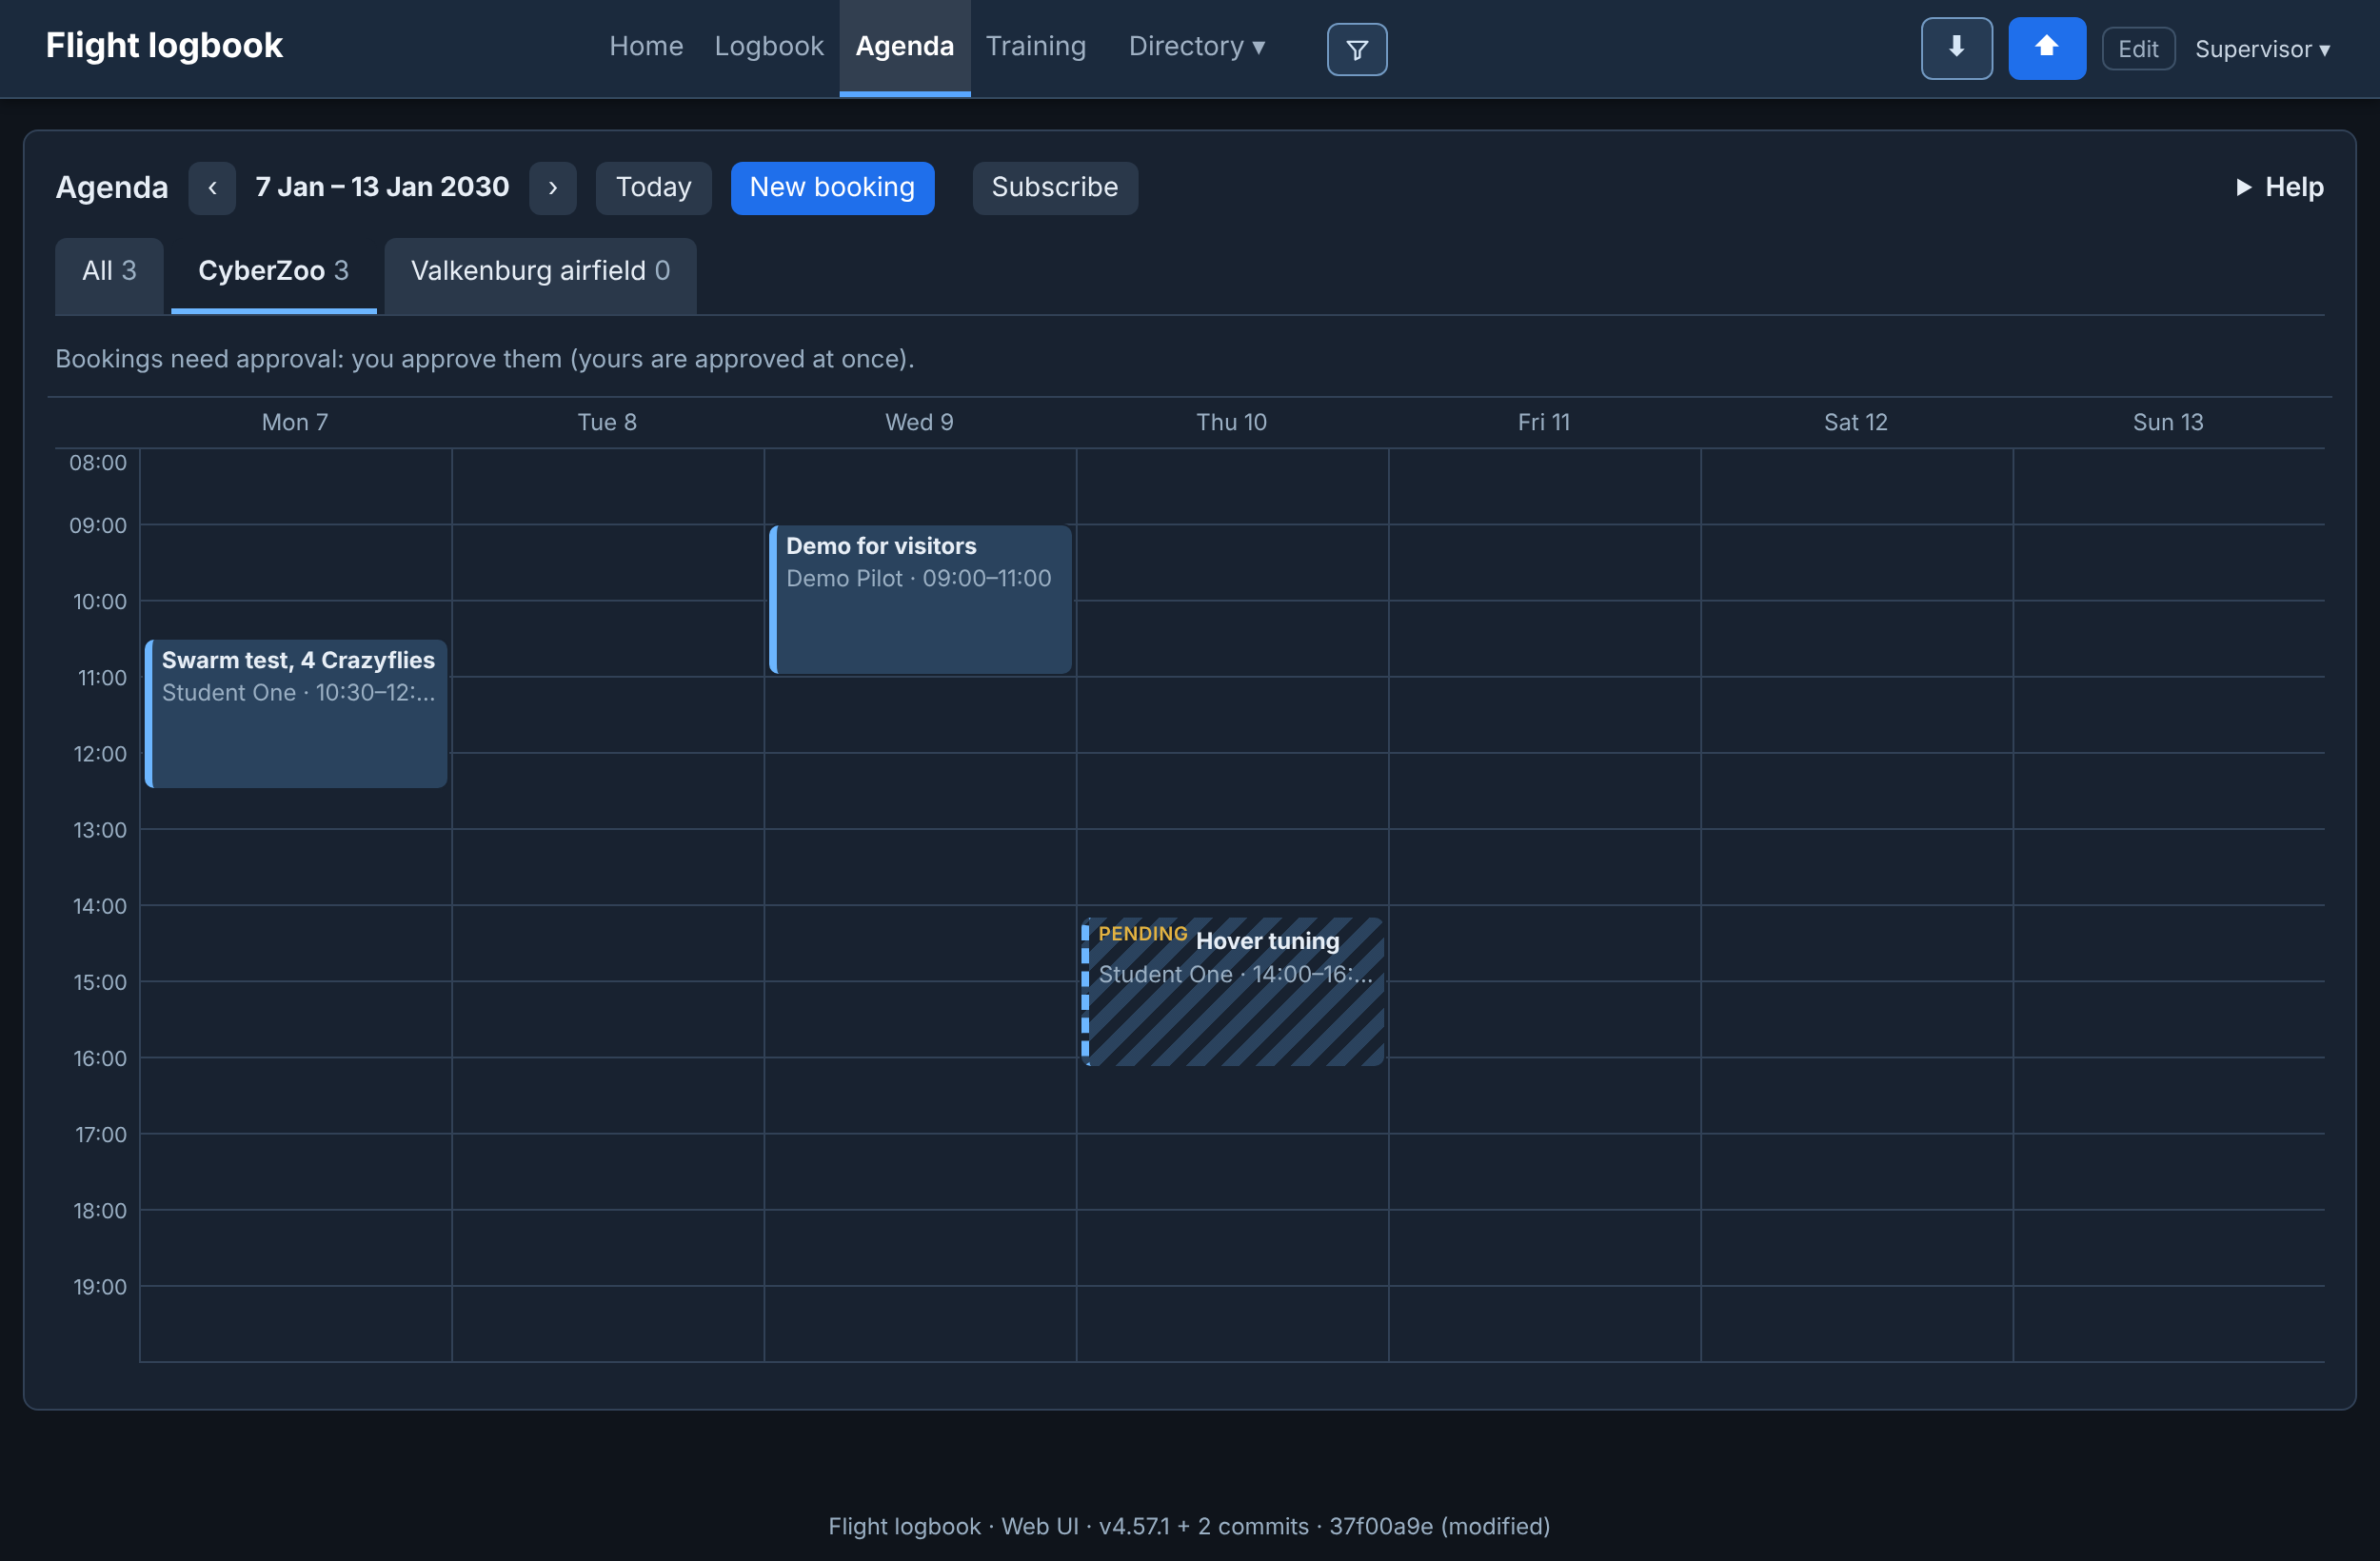 Flight logbook
Home Logbook Agenda Training Directory ▾
Edit Supervisor ▾
Agenda ‹ 7 Jan – 13 Jan 2030 › Today New booking Subscribe ▶ Help
All 3 CyberZoo 3 Valkenburg airfield 0
Bookings need approval: you approve them (yours are approved at once).
Mon 7 Tue 8 Wed 9 Thu 10 Fri 11 Sat 12 Sun 13
08:00
09:00
Demo for visitors
Demo Pilot · 09:00–11:00
10:00
Swarm test, 4 Crazyflies
11:00
Student One · 10:30–12:...
12:00
13:00
14:00
PENDING Hover tuning
Student One · 14:00–16:...
15:00
16:00
17:00
18:00
19:00
Flight logbook · Web UI · v4.57.1 + 2 commits · 37f00a9e (modified)